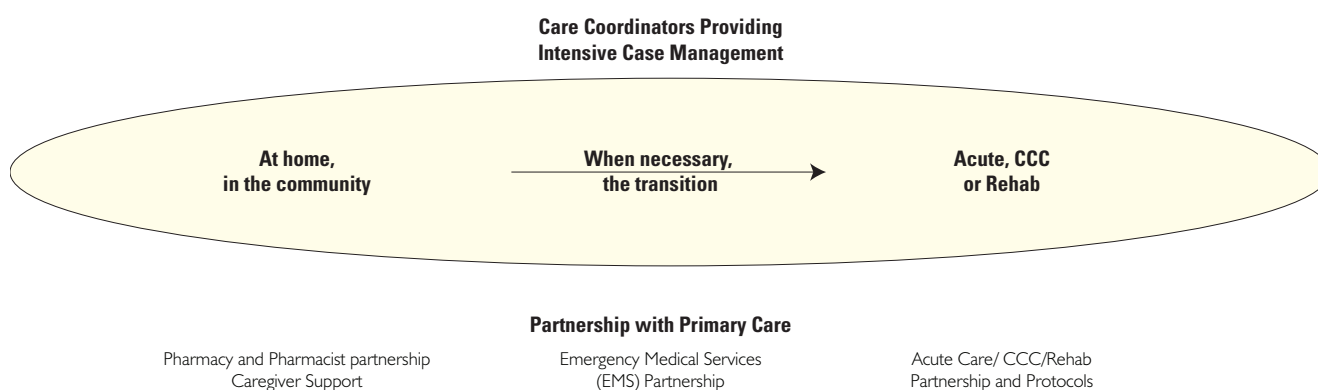 Care Coordinators Providing
Intensive Case Management
At home,
in the community
When necessary,
the transition
Acute, CCC
or Rehab
Partnership with Primary Care
Pharmacy and Pharmacist partnership
Caregiver Support
Emergency Medical Services
(EMS) Partnership
Acute Care/ CCC/Rehab
Partnership and Protocols